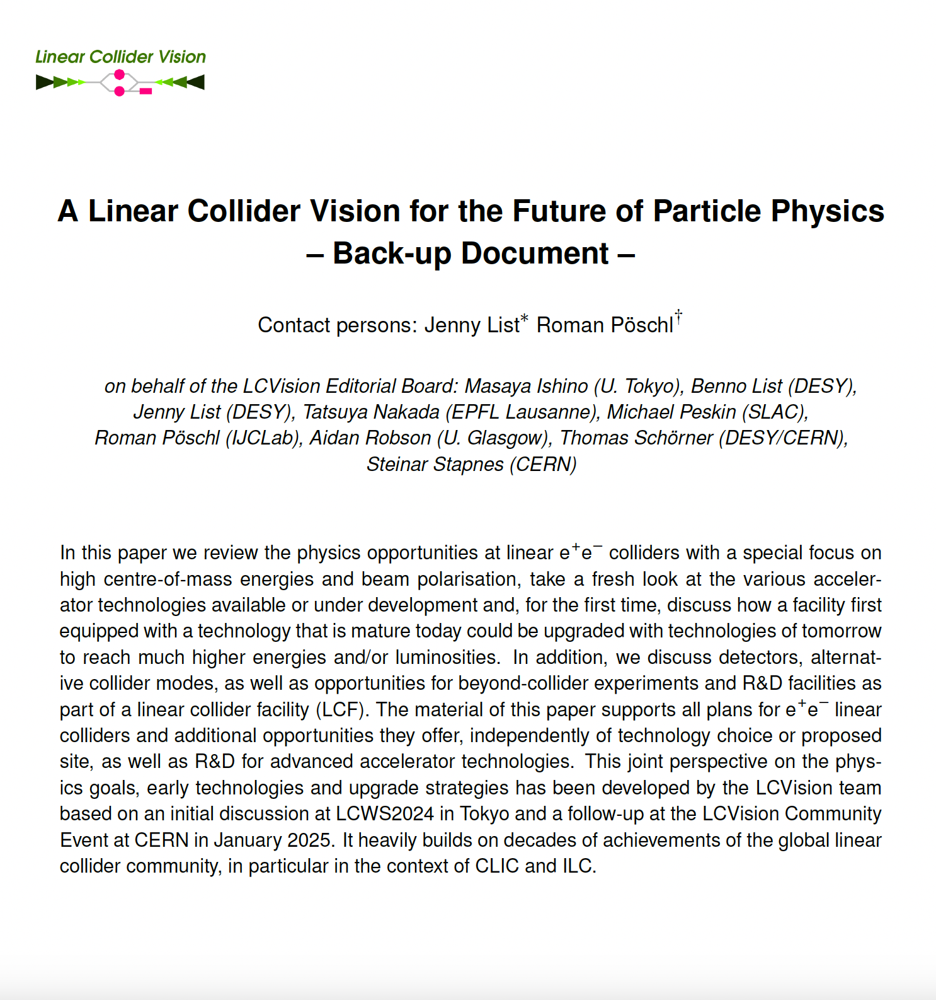 Linear Collider Vision
A Linear Collider Vision for the Future of Particle Physics
– Back-up Document –
Contact persons: Jenny List* Roman Pöschl†
on behalf of the LCVision Editorial Board: Masaya Ishino (U. Tokyo), Benno List (DESY),
Jenny List (DESY), Tatsuya Nakada (EPFL Lausanne), Michael Peskin (SLAC),
Roman Pöschl (IJCLab), Aidan Robson (U. Glasgow), Thomas Schörner (DESY/CERN),
Steinar Stapnes (CERN)
In this paper we review the physics opportunities at linear e⁺e⁻ colliders with a special focus on
high centre-of-mass energies and beam polarisation, take a fresh look at the various acceler-
ator technologies available or under development and, for the first time, discuss how a facility first
equipped with a technology that is mature today could be upgraded with technologies of tomorrow
to reach much higher energies and/or luminosities. In addition, we discuss detectors, alternat-
ive collider modes, as well as opportunities for beyond-collider experiments and R&D facilities as
part of a linear collider facility (LCF). The material of this paper supports all plans for e⁺e⁻ linear
colliders and additional opportunities they offer, independently of technology choice or proposed
site, as well as R&D for advanced accelerator technologies. This joint perspective on the phys-
ics goals, early technologies and upgrade strategies has been developed by the LCVision team
based on an initial discussion at LCWS2024 in Tokyo and a follow-up at the LCVision Community
Event at CERN in January 2025. It heavily builds on decades of achievements of the global linear
collider community, in particular in the context of CLIC and ILC.